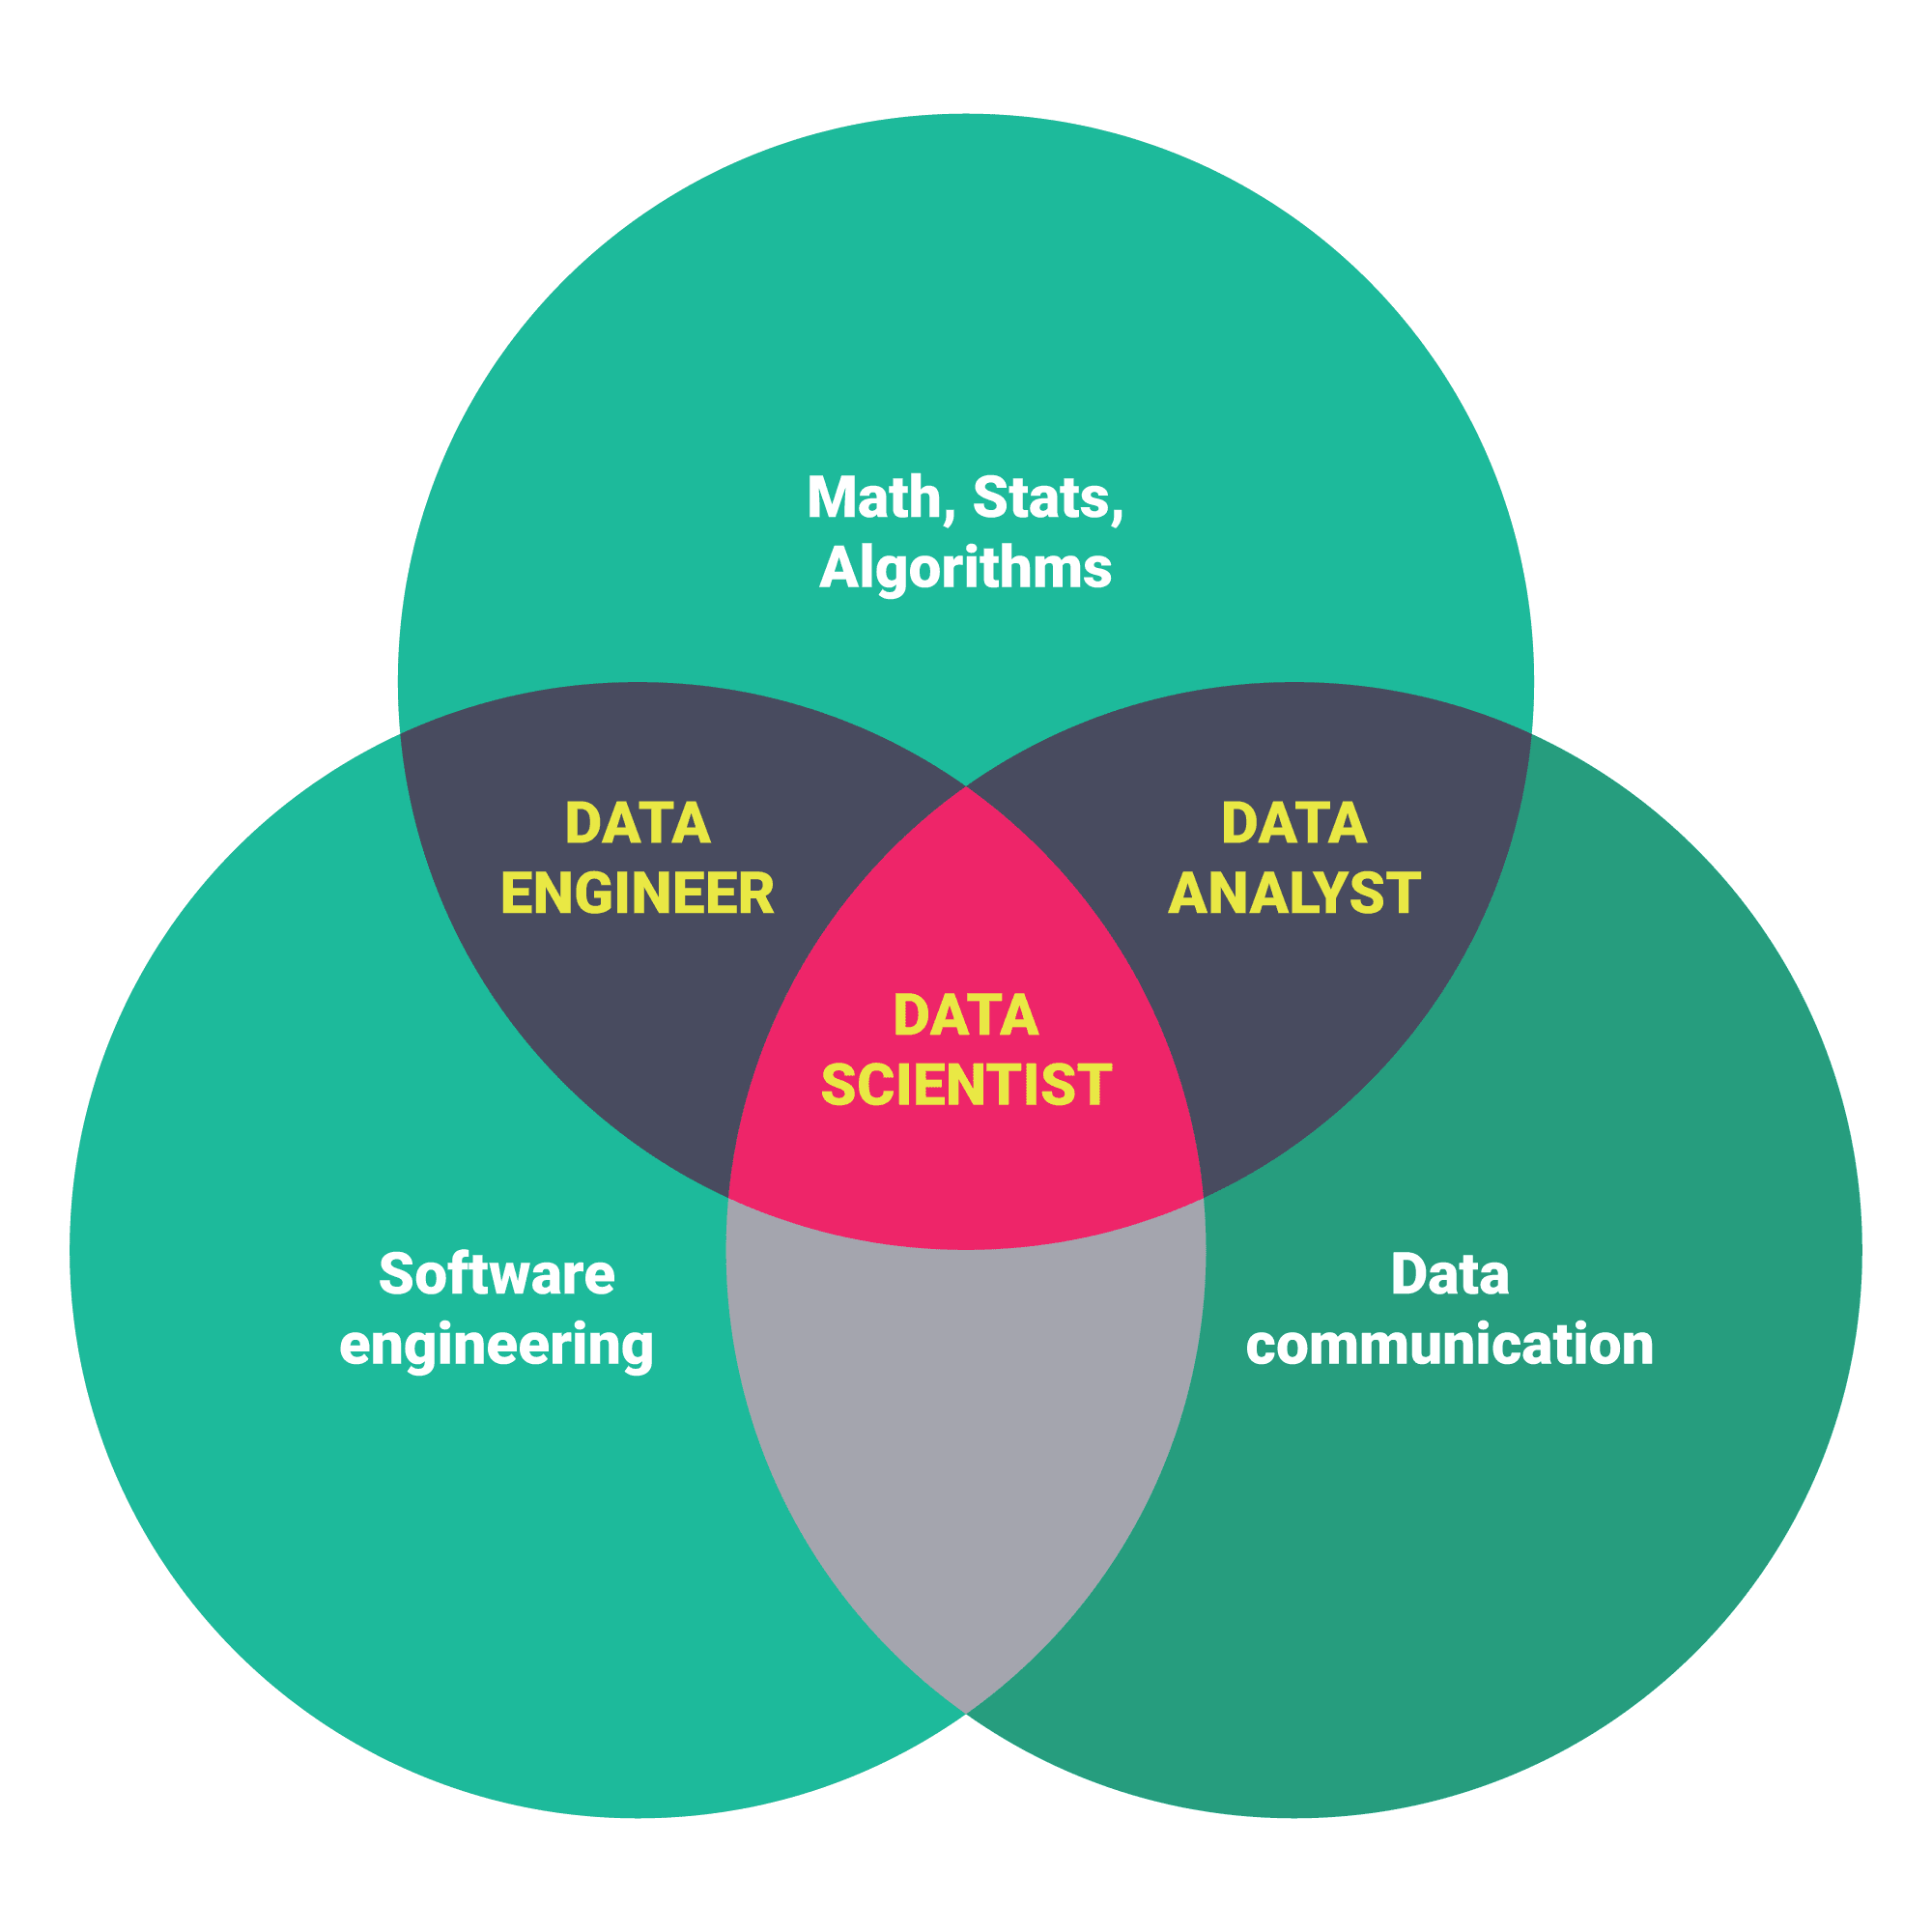 Math, Stats,
Algorithms
DATA
ENGINEER
DATA
ANALYST
DATA
SCIENTIST
Software
engineering
Data
communication